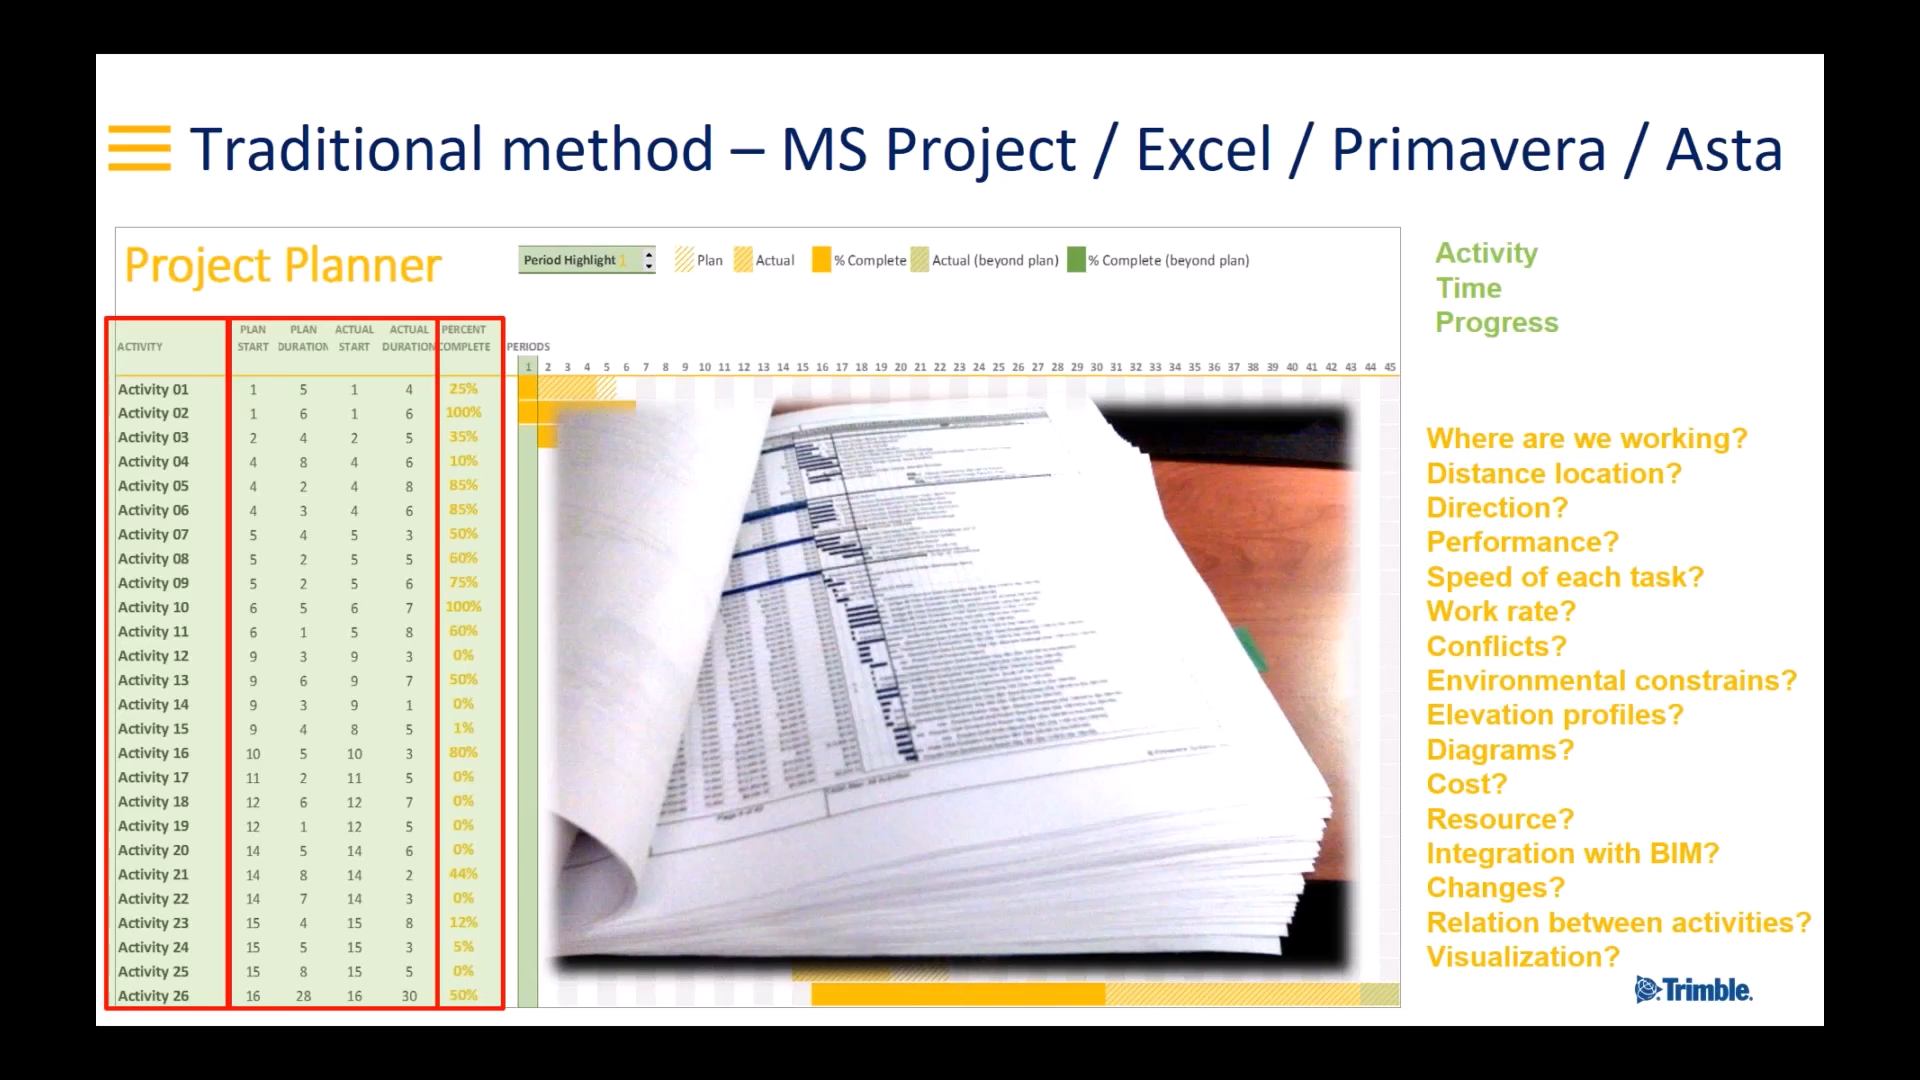 Traditional method – MS Project / Excel / Primavera / Asta
Project Planner
Period Highlight 1
Plan
Actual
% Complete
Actual (beyond plan)
% Complete (beyond plan)
ACTIVITY PLAN START PLAN DURATION ACTUAL START ACTUAL DURATION PERCENT COMPLETE PERIODS
1 2 3 4 5 6 7 8 9 10 11 12 13 14 15 16 17 18 19 20 21 22 23 24 25 26 27 28 29 30 31 32 33 34 35 36 37 38 39 40 41 42 43 44 45
Activity 01 1 5 1 4 25%
Activity 02 1 6 1 6 100%
Activity 03 2 4 2 5 35%
Activity 04 4 8 4 6 10%
Activity 05 4 2 4 8 85%
Activity 06 4 3 4 6 85%
Activity 07 5 4 5 3 50%
Activity 08 5 2 5 5 60%
Activity 09 5 2 5 6 75%
Activity 10 6 5 6 7 100%
Activity 11 6 1 5 8 60%
Activity 12 9 3 9 3 0%
Activity 13 9 6 9 7 50%
Activity 14 9 3 9 1 0%
Activity 15 9 4 8 5 1%
Activity 16 10 5 10 3 80%
Activity 17 11 2 11 5 0%
Activity 18 12 6 12 7 0%
Activity 19 12 1 12 5 0%
Activity 20 14 5 14 6 0%
Activity 21 14 8 14 2 44%
Activity 22 14 7 14 3 0%
Activity 23 15 4 15 8 12%
Activity 24 15 5 15 3 5%
Activity 25 15 8 15 5 0%
Activity 26 16 28 16 30 50%
Activity
Time
Progress
Where are we working?
Distance location?
Direction?
Performance?
Speed of each task?
Work rate?
Conflicts?
Environmental constrains?
Elevation profiles?
Diagrams?
Cost?
Resource?
Integration with BIM?
Changes?
Relation between activities?
Visualization?
Trimble.